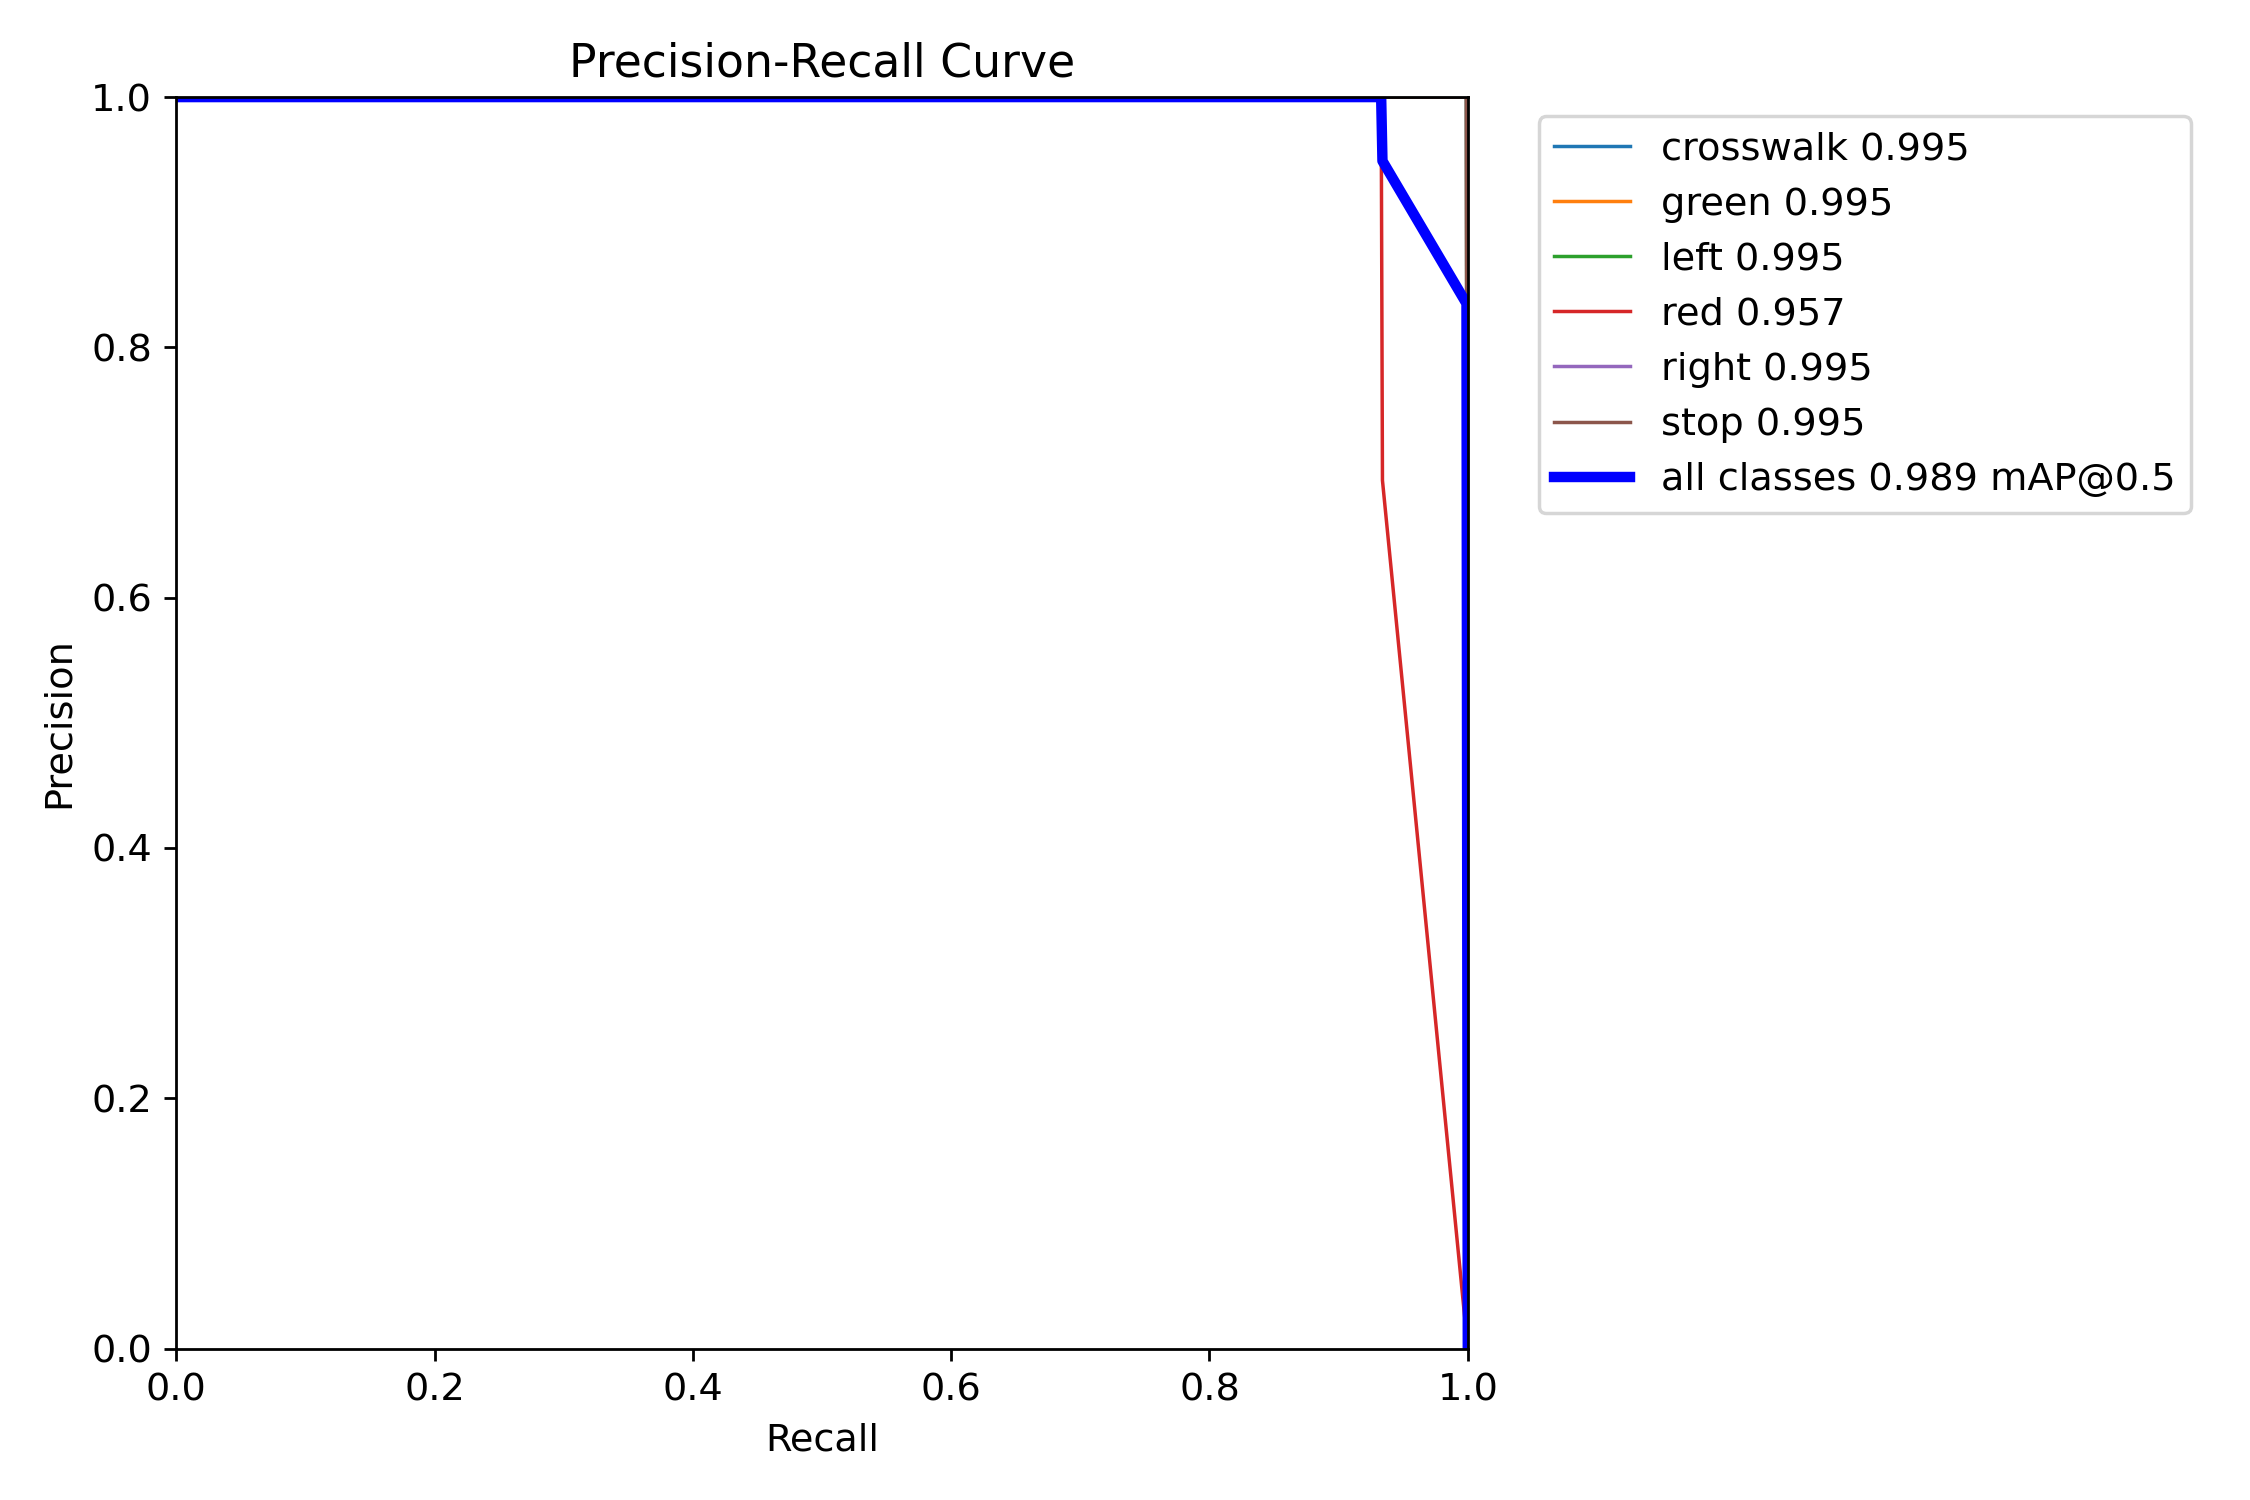 Precision-Recall Curve
1.0
0.8
0.6
0.4
0.2
0.0
Precision
0.0 0.2 0.4 0.6 0.8 1.0
Recall
crosswalk 0.995
green 0.995
left 0.995
red 0.957
right 0.995
stop 0.995
all classes 0.989 mAP@0.5